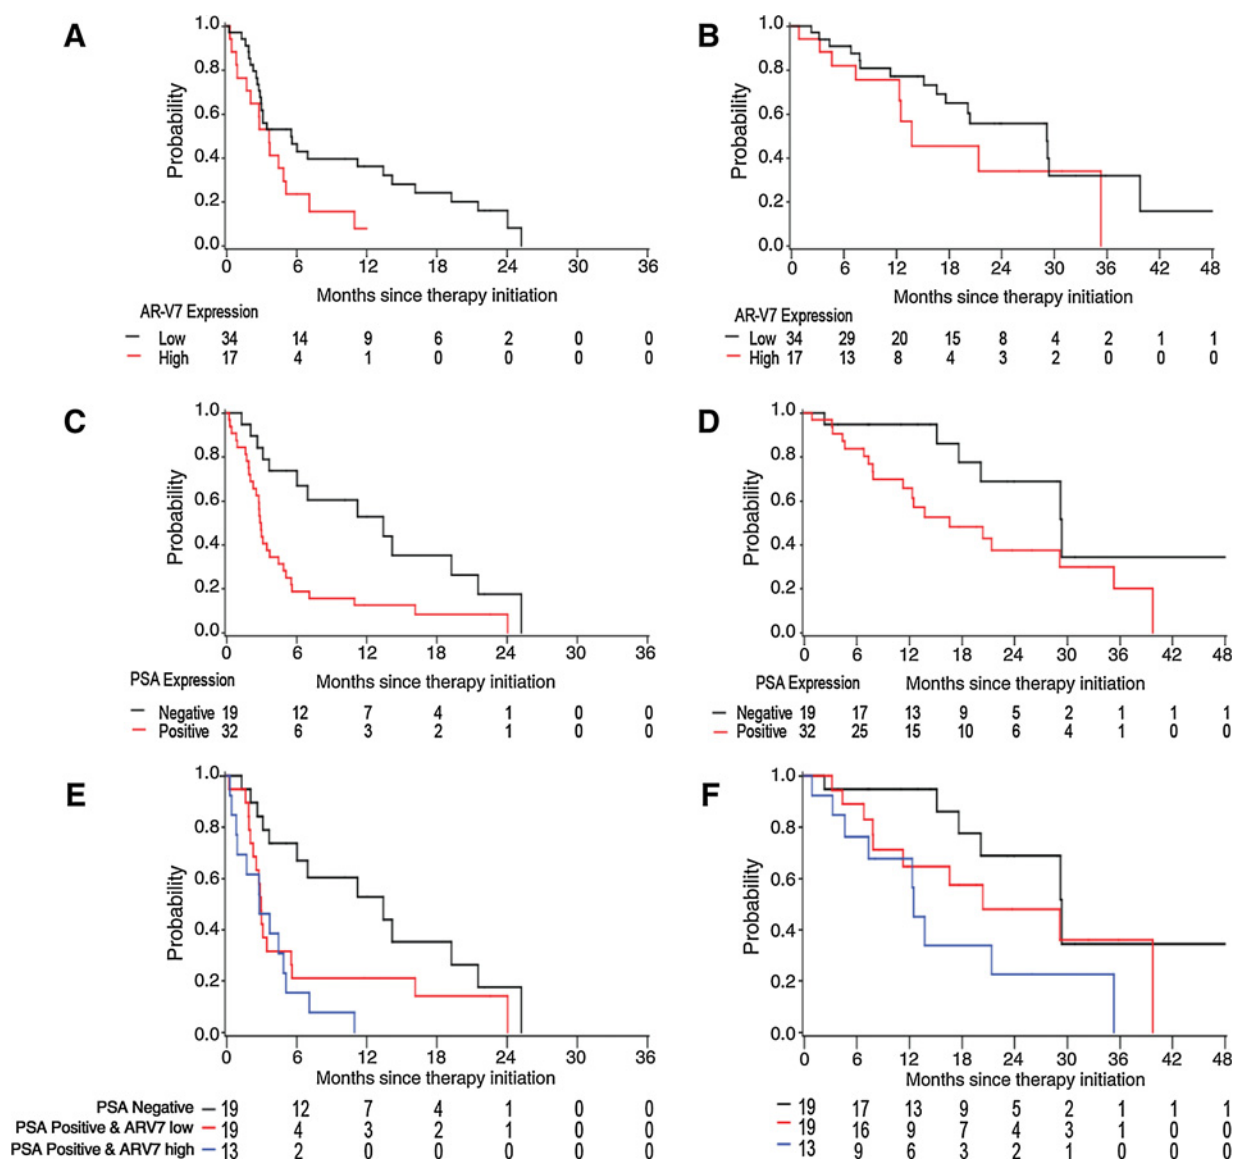 A
1.0
0.8
0.6
0.4
0.2
0.0
Probability
0 6 12 18 24 30 36
Months since therapy initiation
AR-V7 Expression
Low 34 14 9 6 2 0 0
High 17 4 1 0 0 0 0
B
1.0
0.8
0.6
0.4
0.2
0.0
Probability
0 6 12 18 24 30 36 42 48
Months since therapy initiation
AR-V7 Expression
Low 34 29 20 15 8 4 2 1 1
High 17 13 8 4 3 2 0 0 0
C
1.0
0.8
0.6
0.4
0.2
0.0
Probability
0 6 12 18 24 30 36
PSA Expression
Months since therapy initiation
Negative 19 12 7 4 1 0 0
Positive 32 6 3 2 1 0 0
D
1.0
0.8
0.6
0.4
0.2
0.0
Probability
0 6 12 18 24 30 36 42 48
PSA Expression
Months since therapy initiation
Negative 19 17 13 9 5 2 1 1 1
Positive 32 25 15 10 6 4 1 0 0
E
1.0
0.8
0.6
0.4
0.2
0.0
Probability
0 6 12 18 24 30 36
Months since therapy initiation
PSA Negative 19 12 7 4 1 0 0
PSA Positive & ARV7 low 19 4 3 2 1 0 0
PSA Positive & ARV7 high 13 2 0 0 0 0 0
F
1.0
0.8
0.6
0.4
0.2
0.0
Probability
0 6 12 18 24 30 36 42 48
Months since therapy initiation
19 17 13 9 5 2 1 1 1
19 16 9 7 4 3 1 0 0
13 9 6 3 2 1 0 0 0